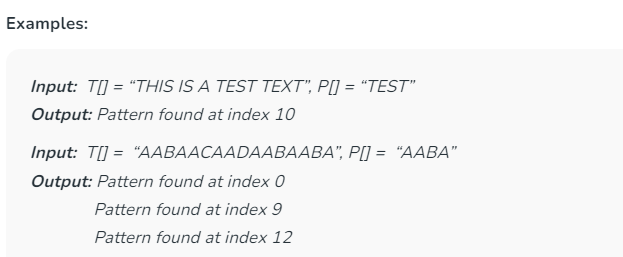 Examples:
Input: T[] = “THIS IS A TEST TEXT”, P[] = “TEST”
Output: Pattern found at index 10
Input: T[] = “AABAACAADAABAABA”, P[] = “AABA”
Output: Pattern found at index 0
Pattern found at index 9
Pattern found at index 12